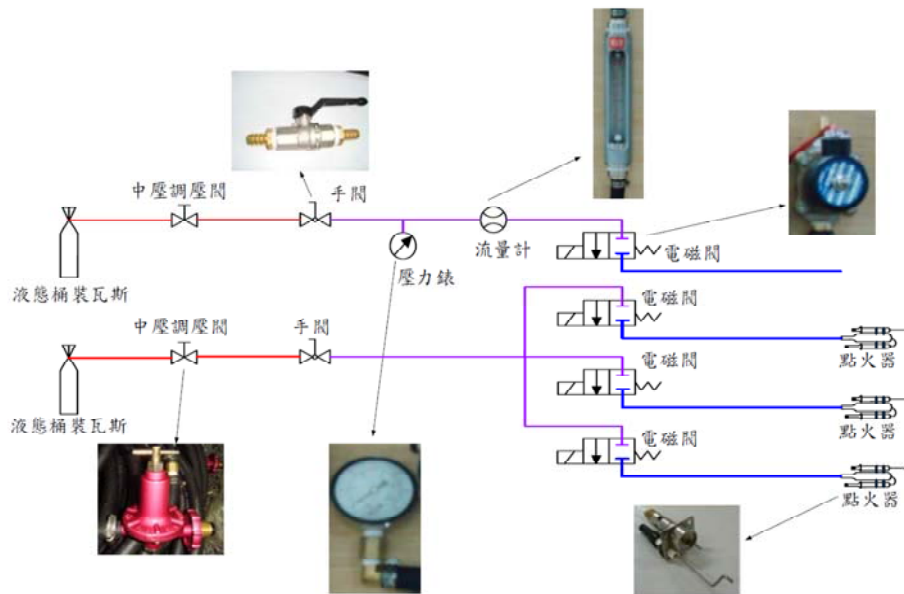 中壓調壓閥
手閥
流量計
電磁閥
壓力錶
液態桶裝瓦斯
電磁閥
中壓調壓閥
手閥
點火器
電磁閥
液態桶裝瓦斯
點火器
電磁閥
點火器